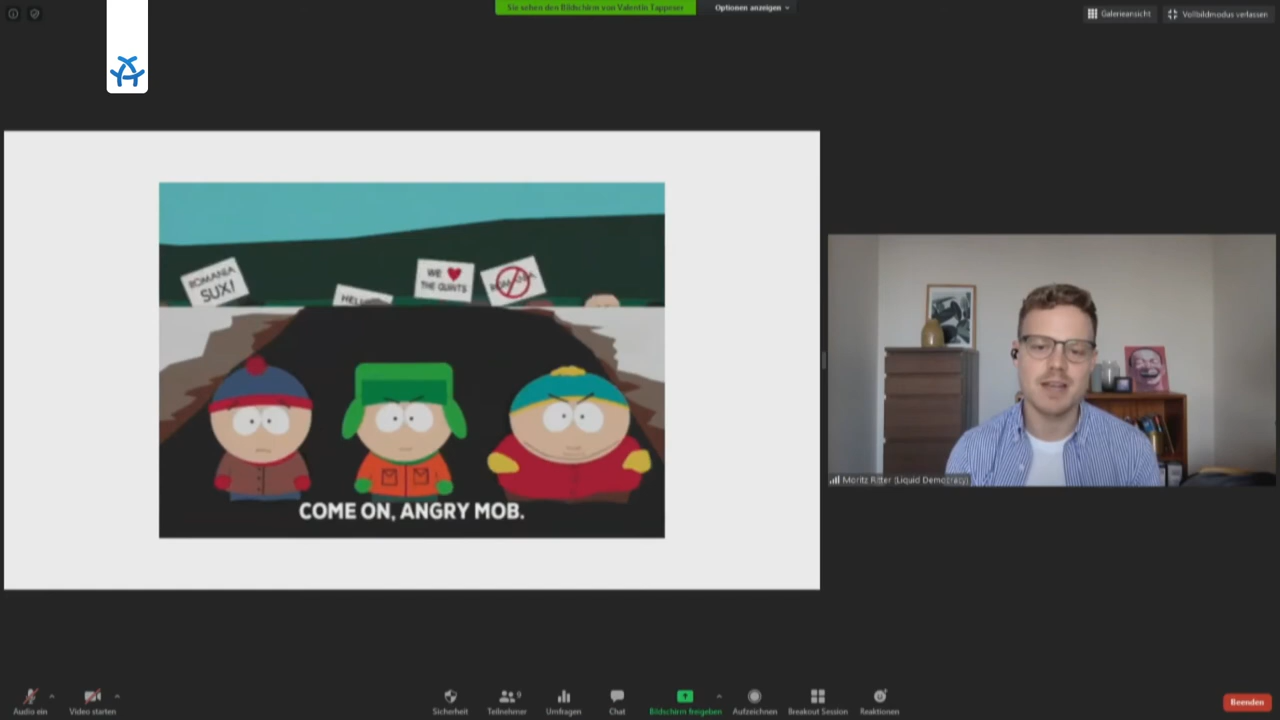 Sie sehen den Bildschirm von Valentin Tappeser
Optionen anzeigen
Galerieansicht
Vollbildmodus verlassen
ROMANIA
SUX!
WE
THE QUINTS
COME ON, ANGRY MOB.
Moritz Ritter (Liquid Democracy)
Audio ein
Video starten
Sicherheit
9
Teilnehmer
Umfragen
Chat
Bildschirm freigeben
Aufzeichnen
Breakout Session
Reaktionen
Beenden